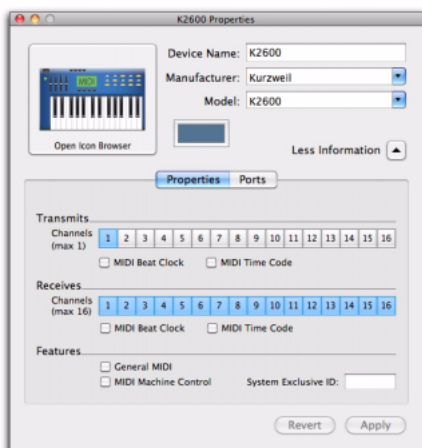 K2600 Properties
Device Name: K2600
Manufacturer: Kurzweil
Model: K2600
MIDI
Open Icon Browser
Less Information
Properties Ports
Transmits
Channels 1 2 3 4 5 6 7 8 9 10 11 12 13 14 15 16
(max 1)
MIDI Beat Clock MIDI Time Code
Receives
Channels 1 2 3 4 5 6 7 8 9 10 11 12 13 14 15 16
(max 16)
MIDI Beat Clock MIDI Time Code
Features
General MIDI
MIDI Machine Control System Exclusive ID:
Revert Apply